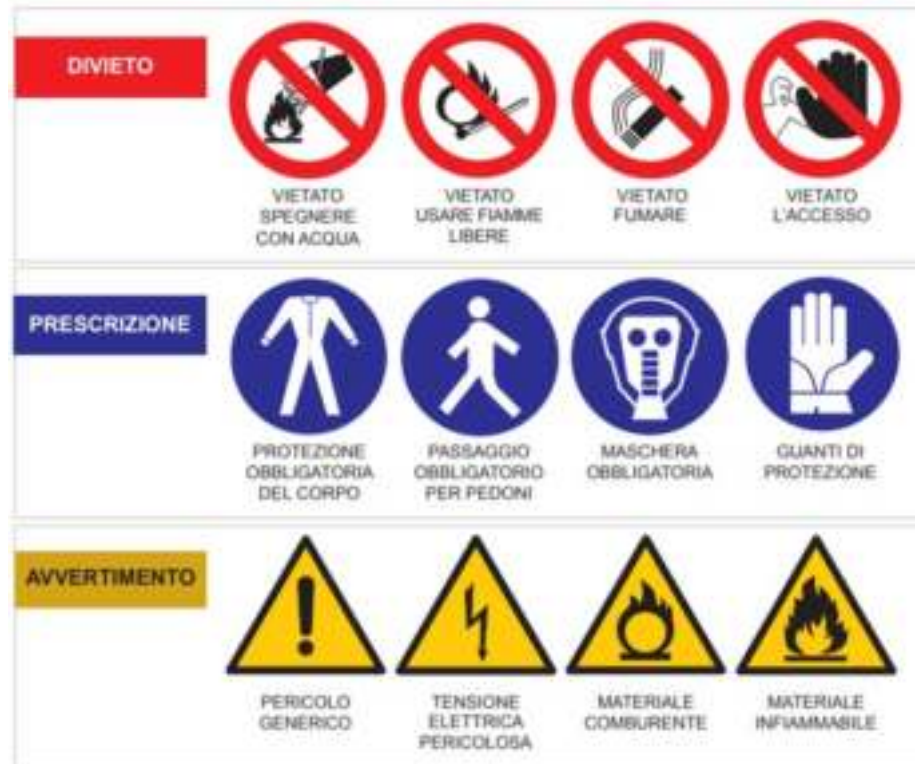 DIVIETO
VIETATO
SPEGNERE
CON ACQUA
VIETATO
USARE FIAMME
LIBERE
VIETATO
FUMARE
VIETATO
L'ACCESSO
PRESCRIZIONE
PROTEZIONE
OBBLIGATORIA
DEL CORPO
PASSAGGIO
OBBLIGATORIO
PER PEDONI
MASCHERA
OBBLIGATORIA
GUANTI DI
PROTEZIONE
AVVERTIMENTO
PERICOLO
GENERICO
TENSIONE
ELETTRICA
PERICOLOSA
MATERIALE
COMBURENTE
MATERIALE
INFIAMMABILE